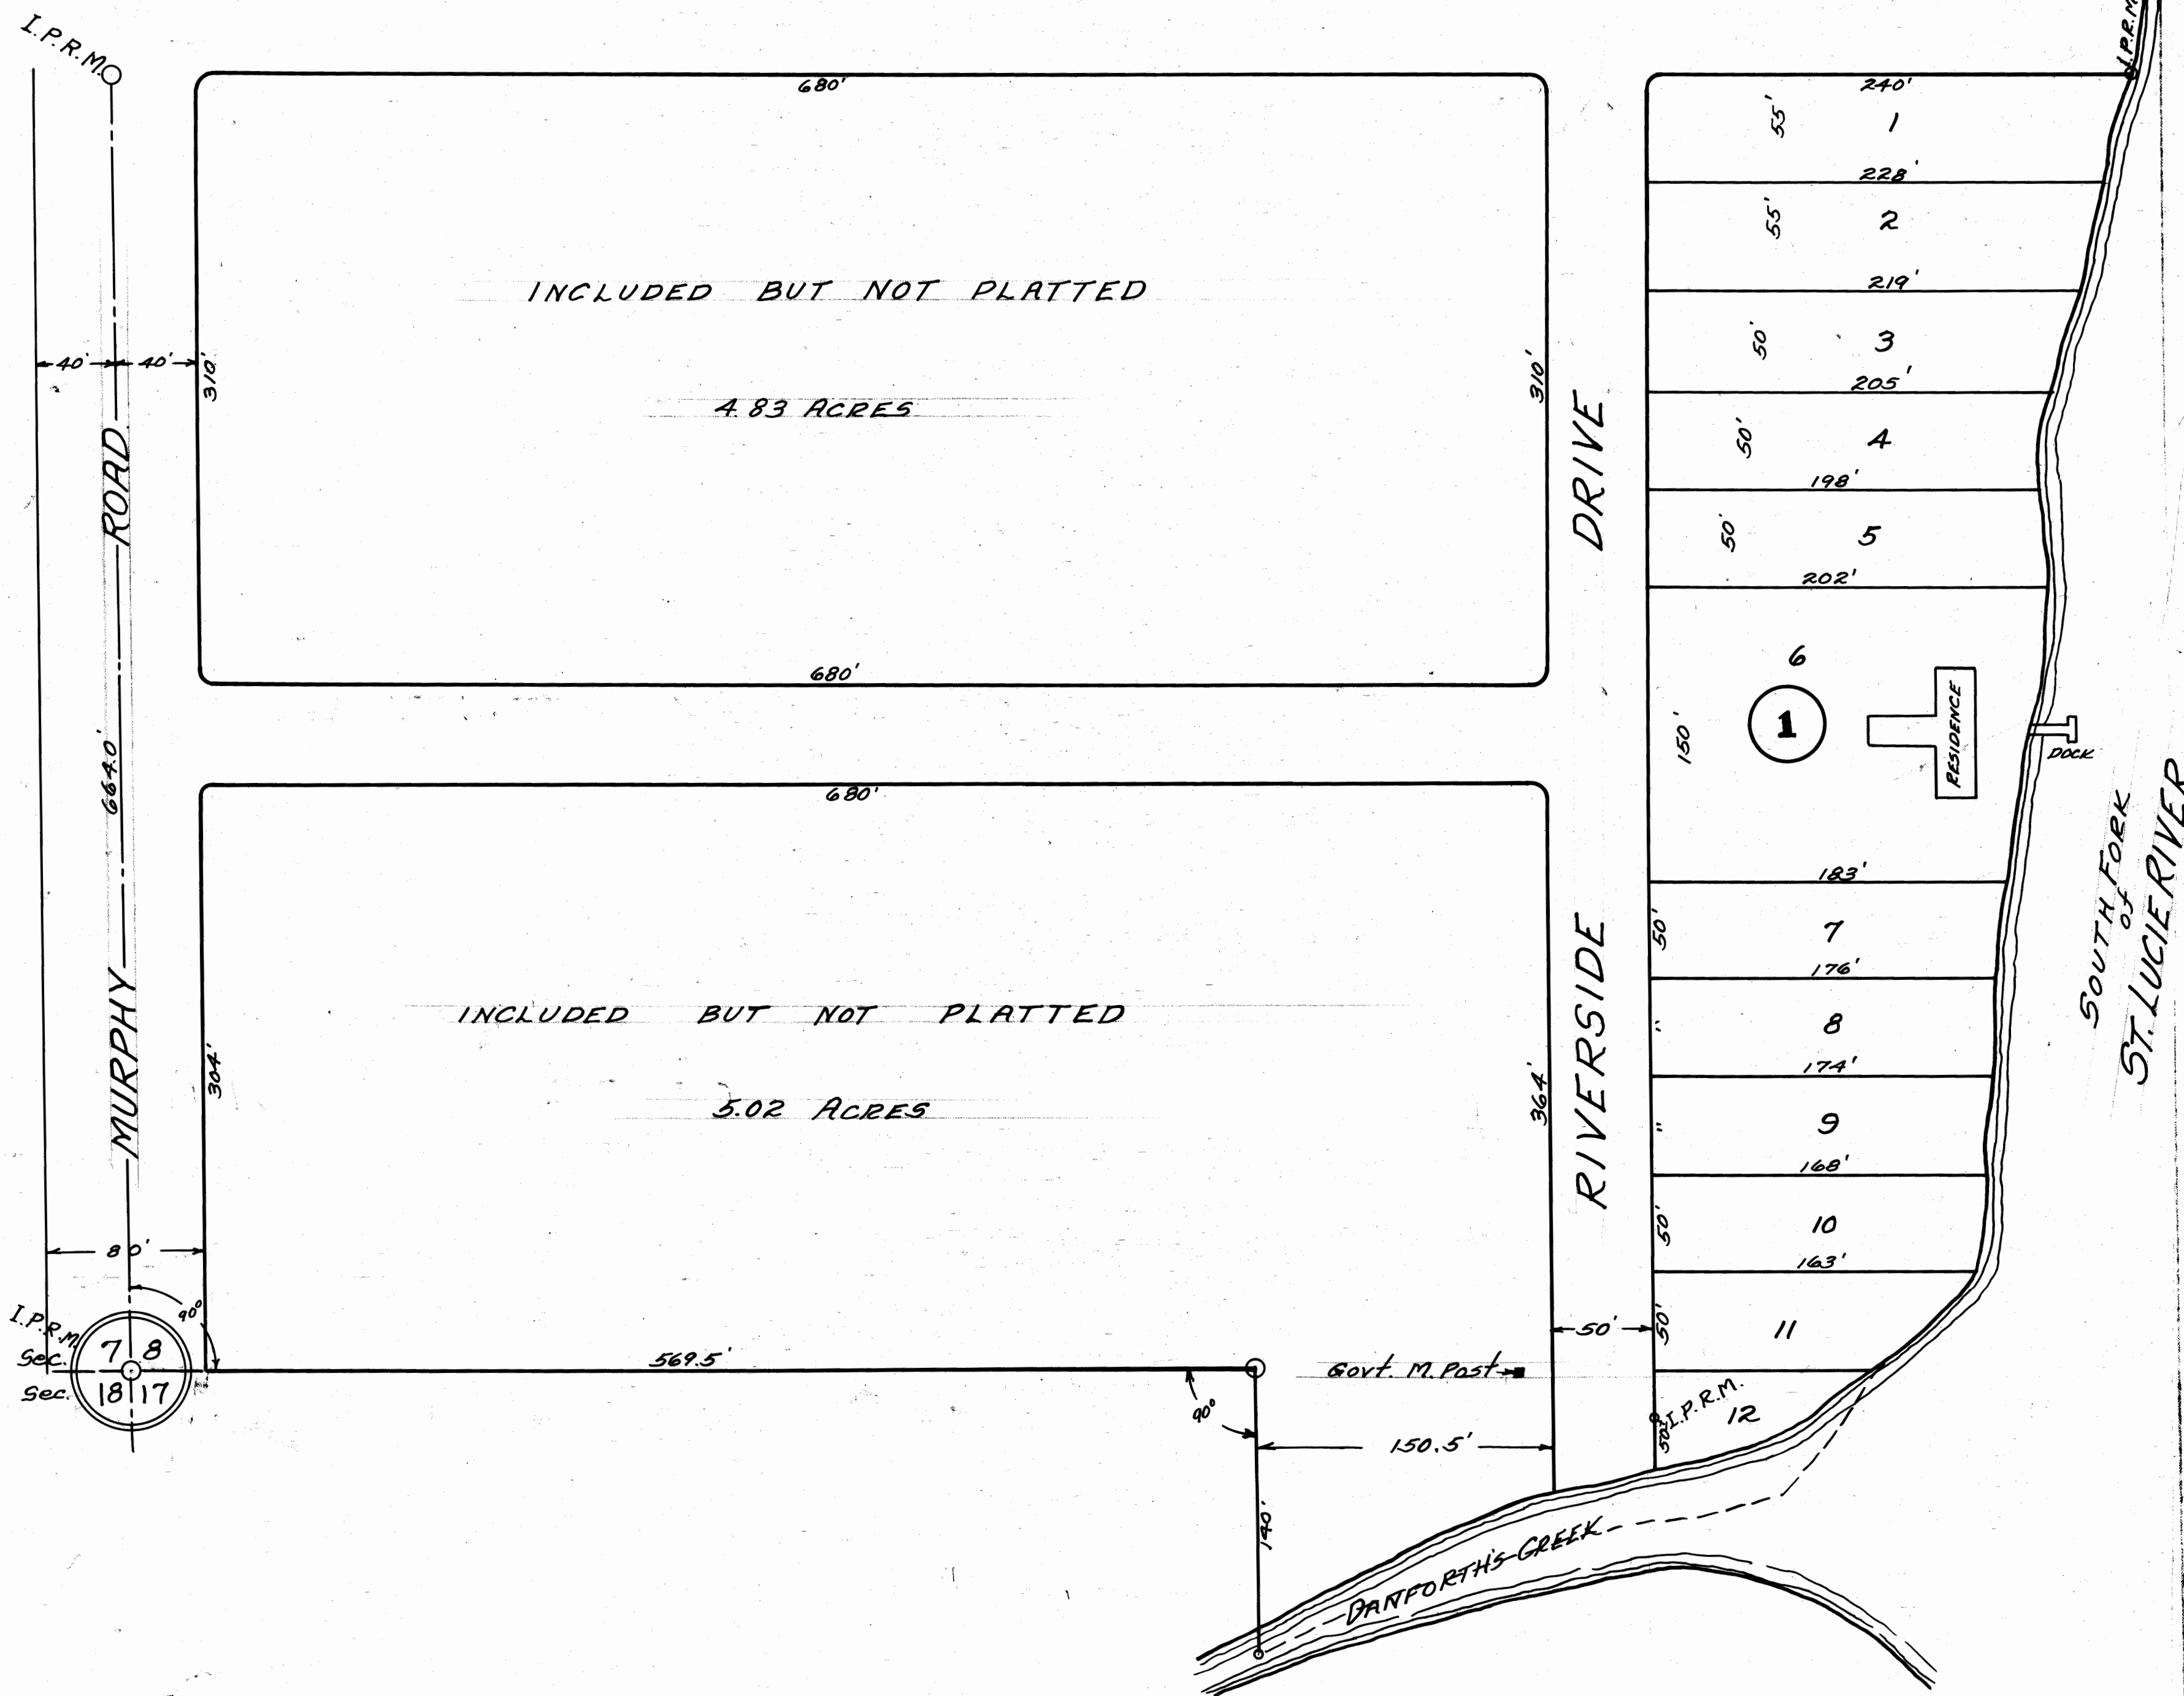 I.P.R.M.
I.P.R.M.
680'
240'
55'
1
228'
55'
2
219'
INCLUDED BUT NOT PLATTED
50'
3
40'
40'
310'
310'
205'
4.83 ACRES
50'
4
198'
DRIVE
ROAD
50'
5
202'
680'
6
1
150'
RESIDENCE
DOCK
664.0'
680'
SOUTH FORK
of
ST. LUCIE RIVER
183'
50'
7
176'
INCLUDED BUT NOT PLATTED
"
8
174'
MURPHY
RIVERSIDE
304'
364'
5.02 ACRES
"
9
168'
50'
10
163'
80'
90°
I.P.R.M.
50'
50'
11
Sec. 7 8
Sec. 18 17
569.5'
Govt. M. Post
90°
I.P.R.M.
12
150.5'
140'
DANFORTH'S CREEK